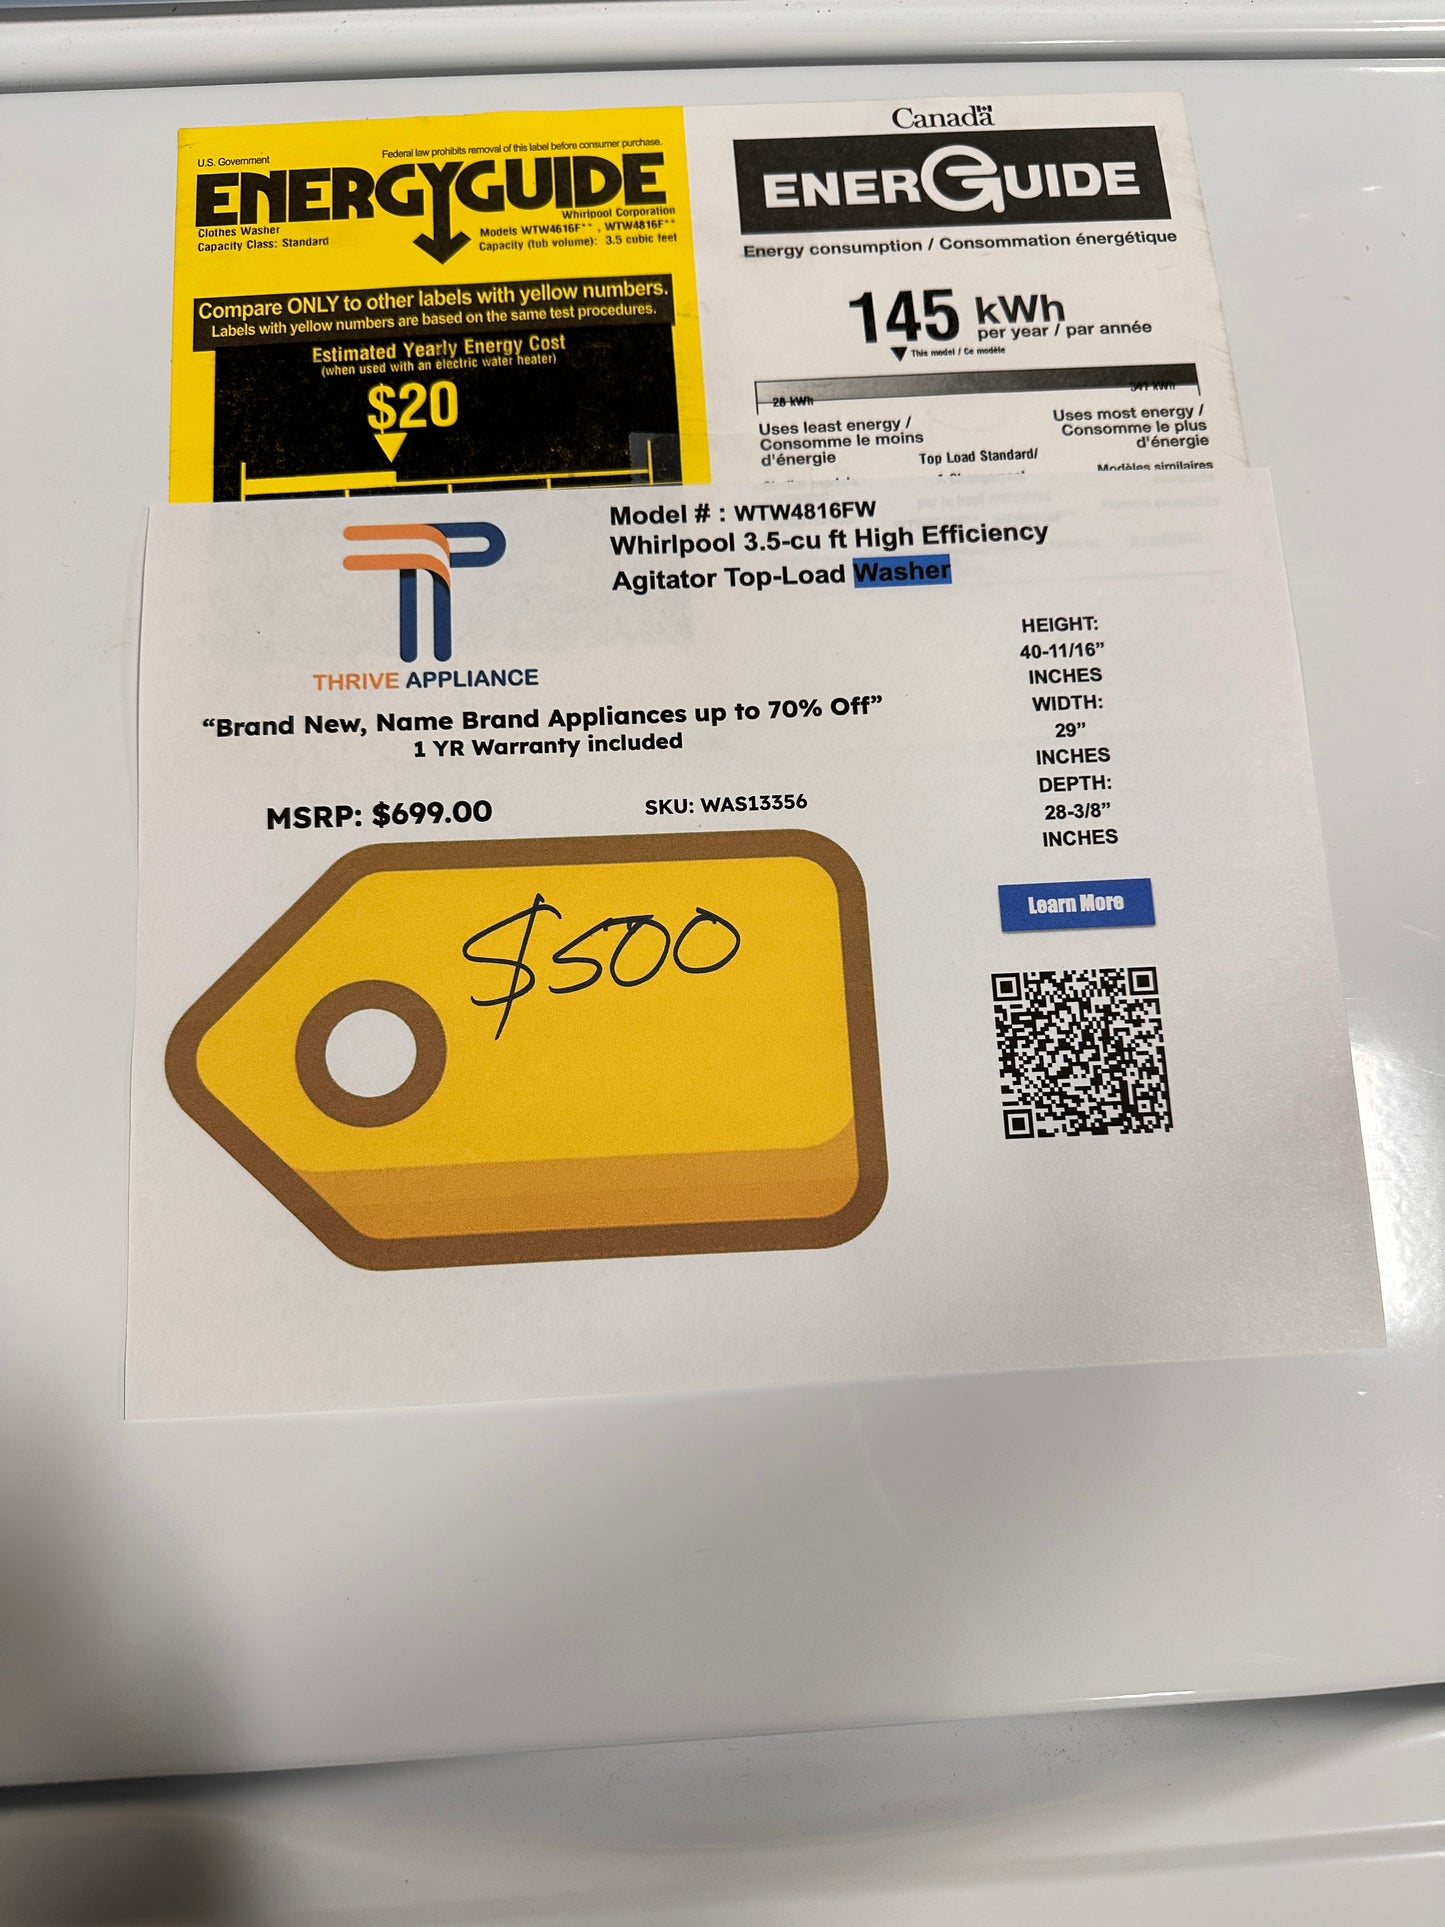 U.S. Government
Federal law prohibits removal of this label before consumer purchase.
ENERGYGUIDE
Clothes Washer
Capacity Class: Standard
Whirlpool Corporation
Models WTW4616F** , WTW4816F**
Capacity (tub volume): 3.5 cubic feet
Compare ONLY to other labels with yellow numbers.
Labels with yellow numbers are based on the same test procedures.
Estimated Yearly Energy Cost
(when used with an electric water heater)
$20
Canada
ENERGUIDE
Energy consumption / Consommation énergétique
145 kWh
per year / par année
This model / Ce modèle
28 kWh
341 kWh
Uses least energy /
Consomme le moins
d'énergie
Uses most energy /
Consomme le plus
d'énergie
Top Load Standard/
Modèles similaires
Model # : WTW4816FW
Whirlpool 3.5-cu ft High Efficiency
Agitator Top-Load Washer
THRIVE APPLIANCE
“Brand New, Name Brand Appliances up to 70% Off”
1 YR Warranty included
MSRP: $699.00
SKU: WAS13356
$500
HEIGHT:
40-11/16”
INCHES
WIDTH:
29”
INCHES
DEPTH:
28-3/8”
INCHES
Learn More